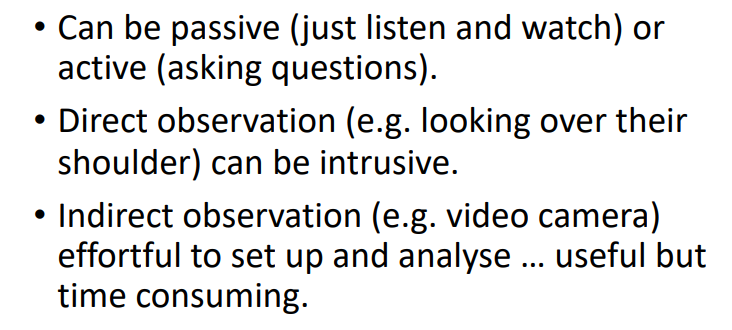 • Can be passive (just listen and watch) or
active (asking questions).
• Direct observation (e.g. looking over their
shoulder) can be intrusive.
• Indirect observation (e.g. video camera)
effortful to set up and analyse … useful but
time consuming.